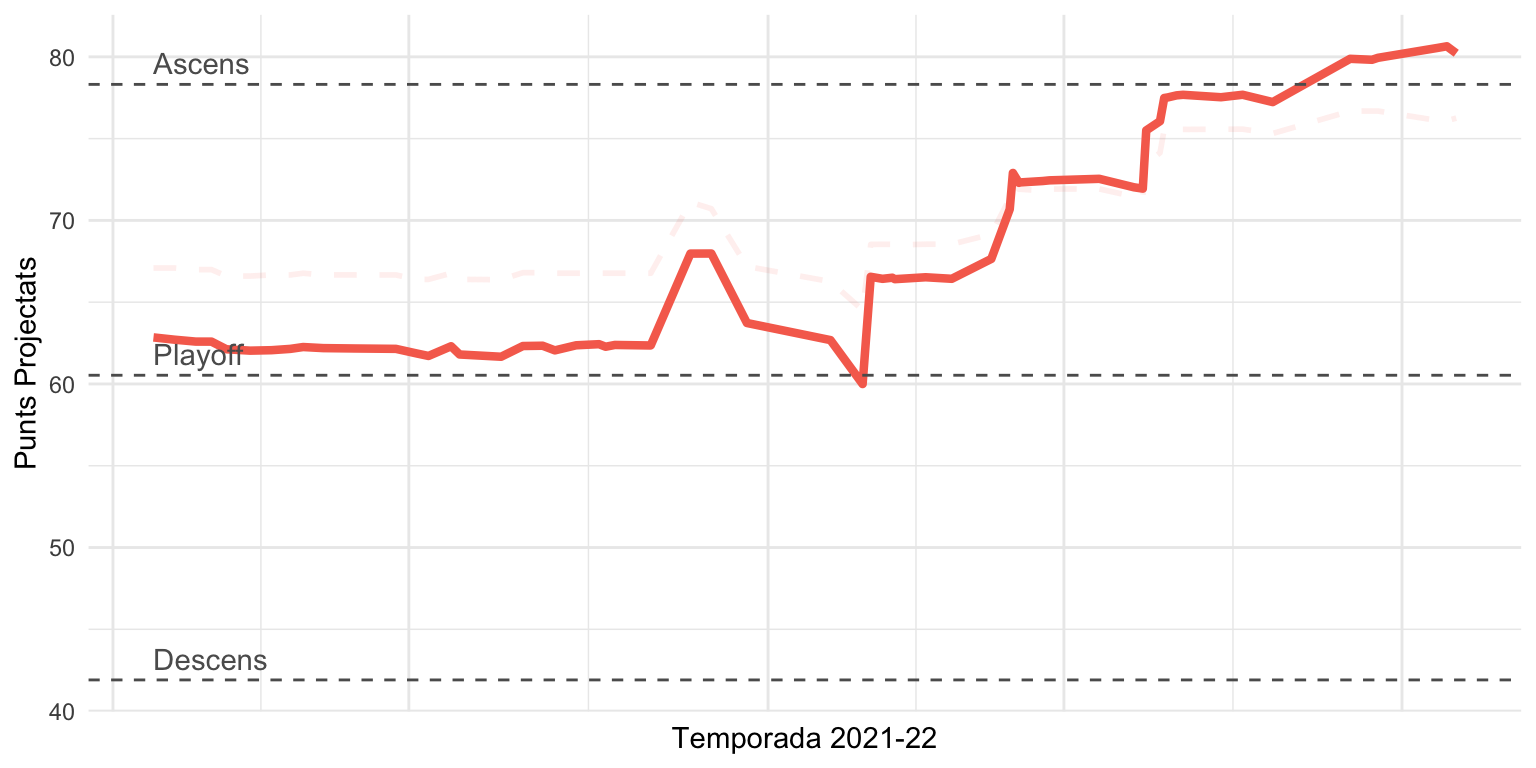 80
Ascens
70
Punts Projectats
Playoff
60
50
Descens
40
Temporada 2021-22